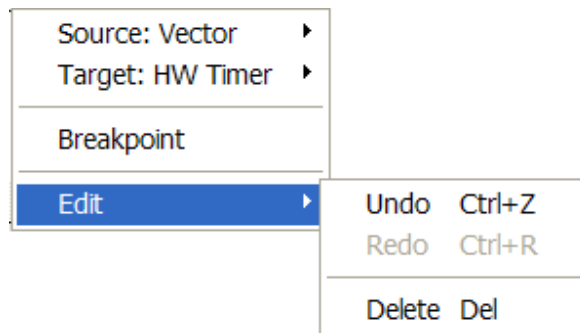 Source: Vector
Target: HW Timer
Breakpoint
Edit
Undo Ctrl+Z
Redo Ctrl+R
Delete Del